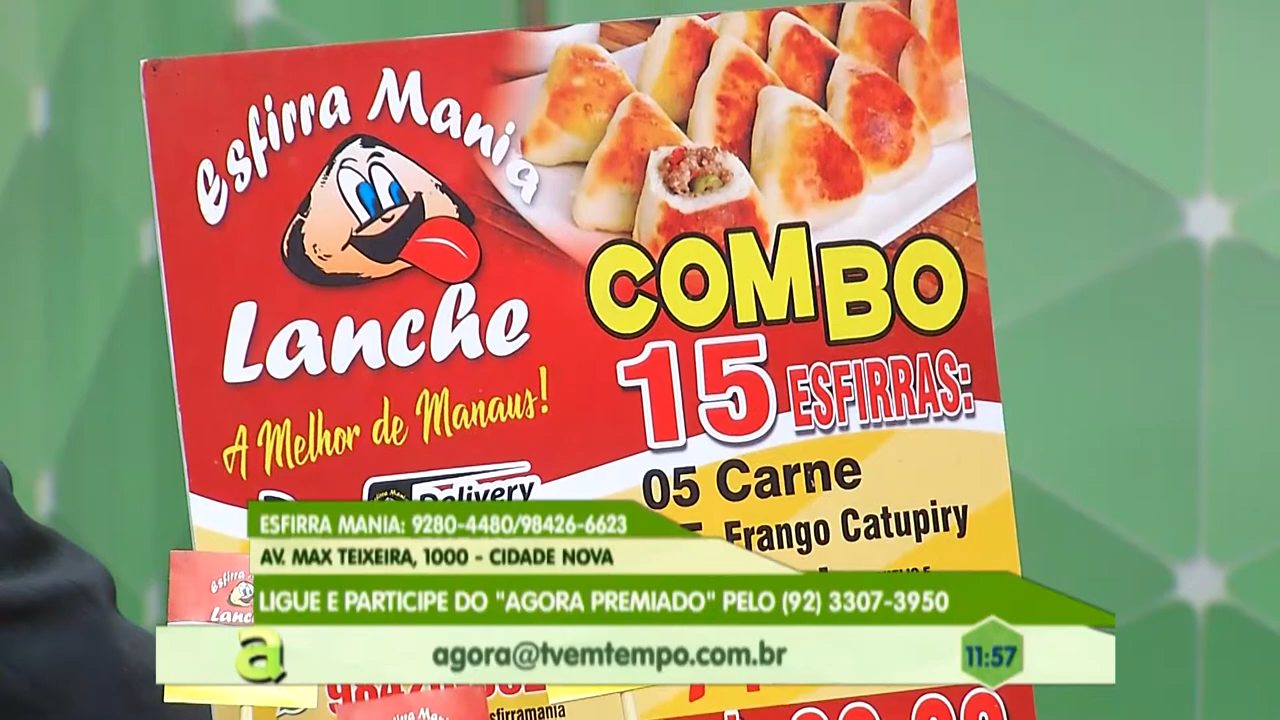 Esfirra Mania
Lanche
A Melhor de Manaus!
Delivery
COMBO
15 ESFIRRAS:
05 Carne
Frango Catupiry
ESFIRRA MANIA: 9280-4480/98426-6623
AV. MAX TEIXEIRA, 1000 - CIDADE NOVA
LIGUE E PARTICIPE DO "AGORA PREMIADO" PELO (92) 3307-3950
a
agora@tvemtempo.com.br
11:57
Esfirra